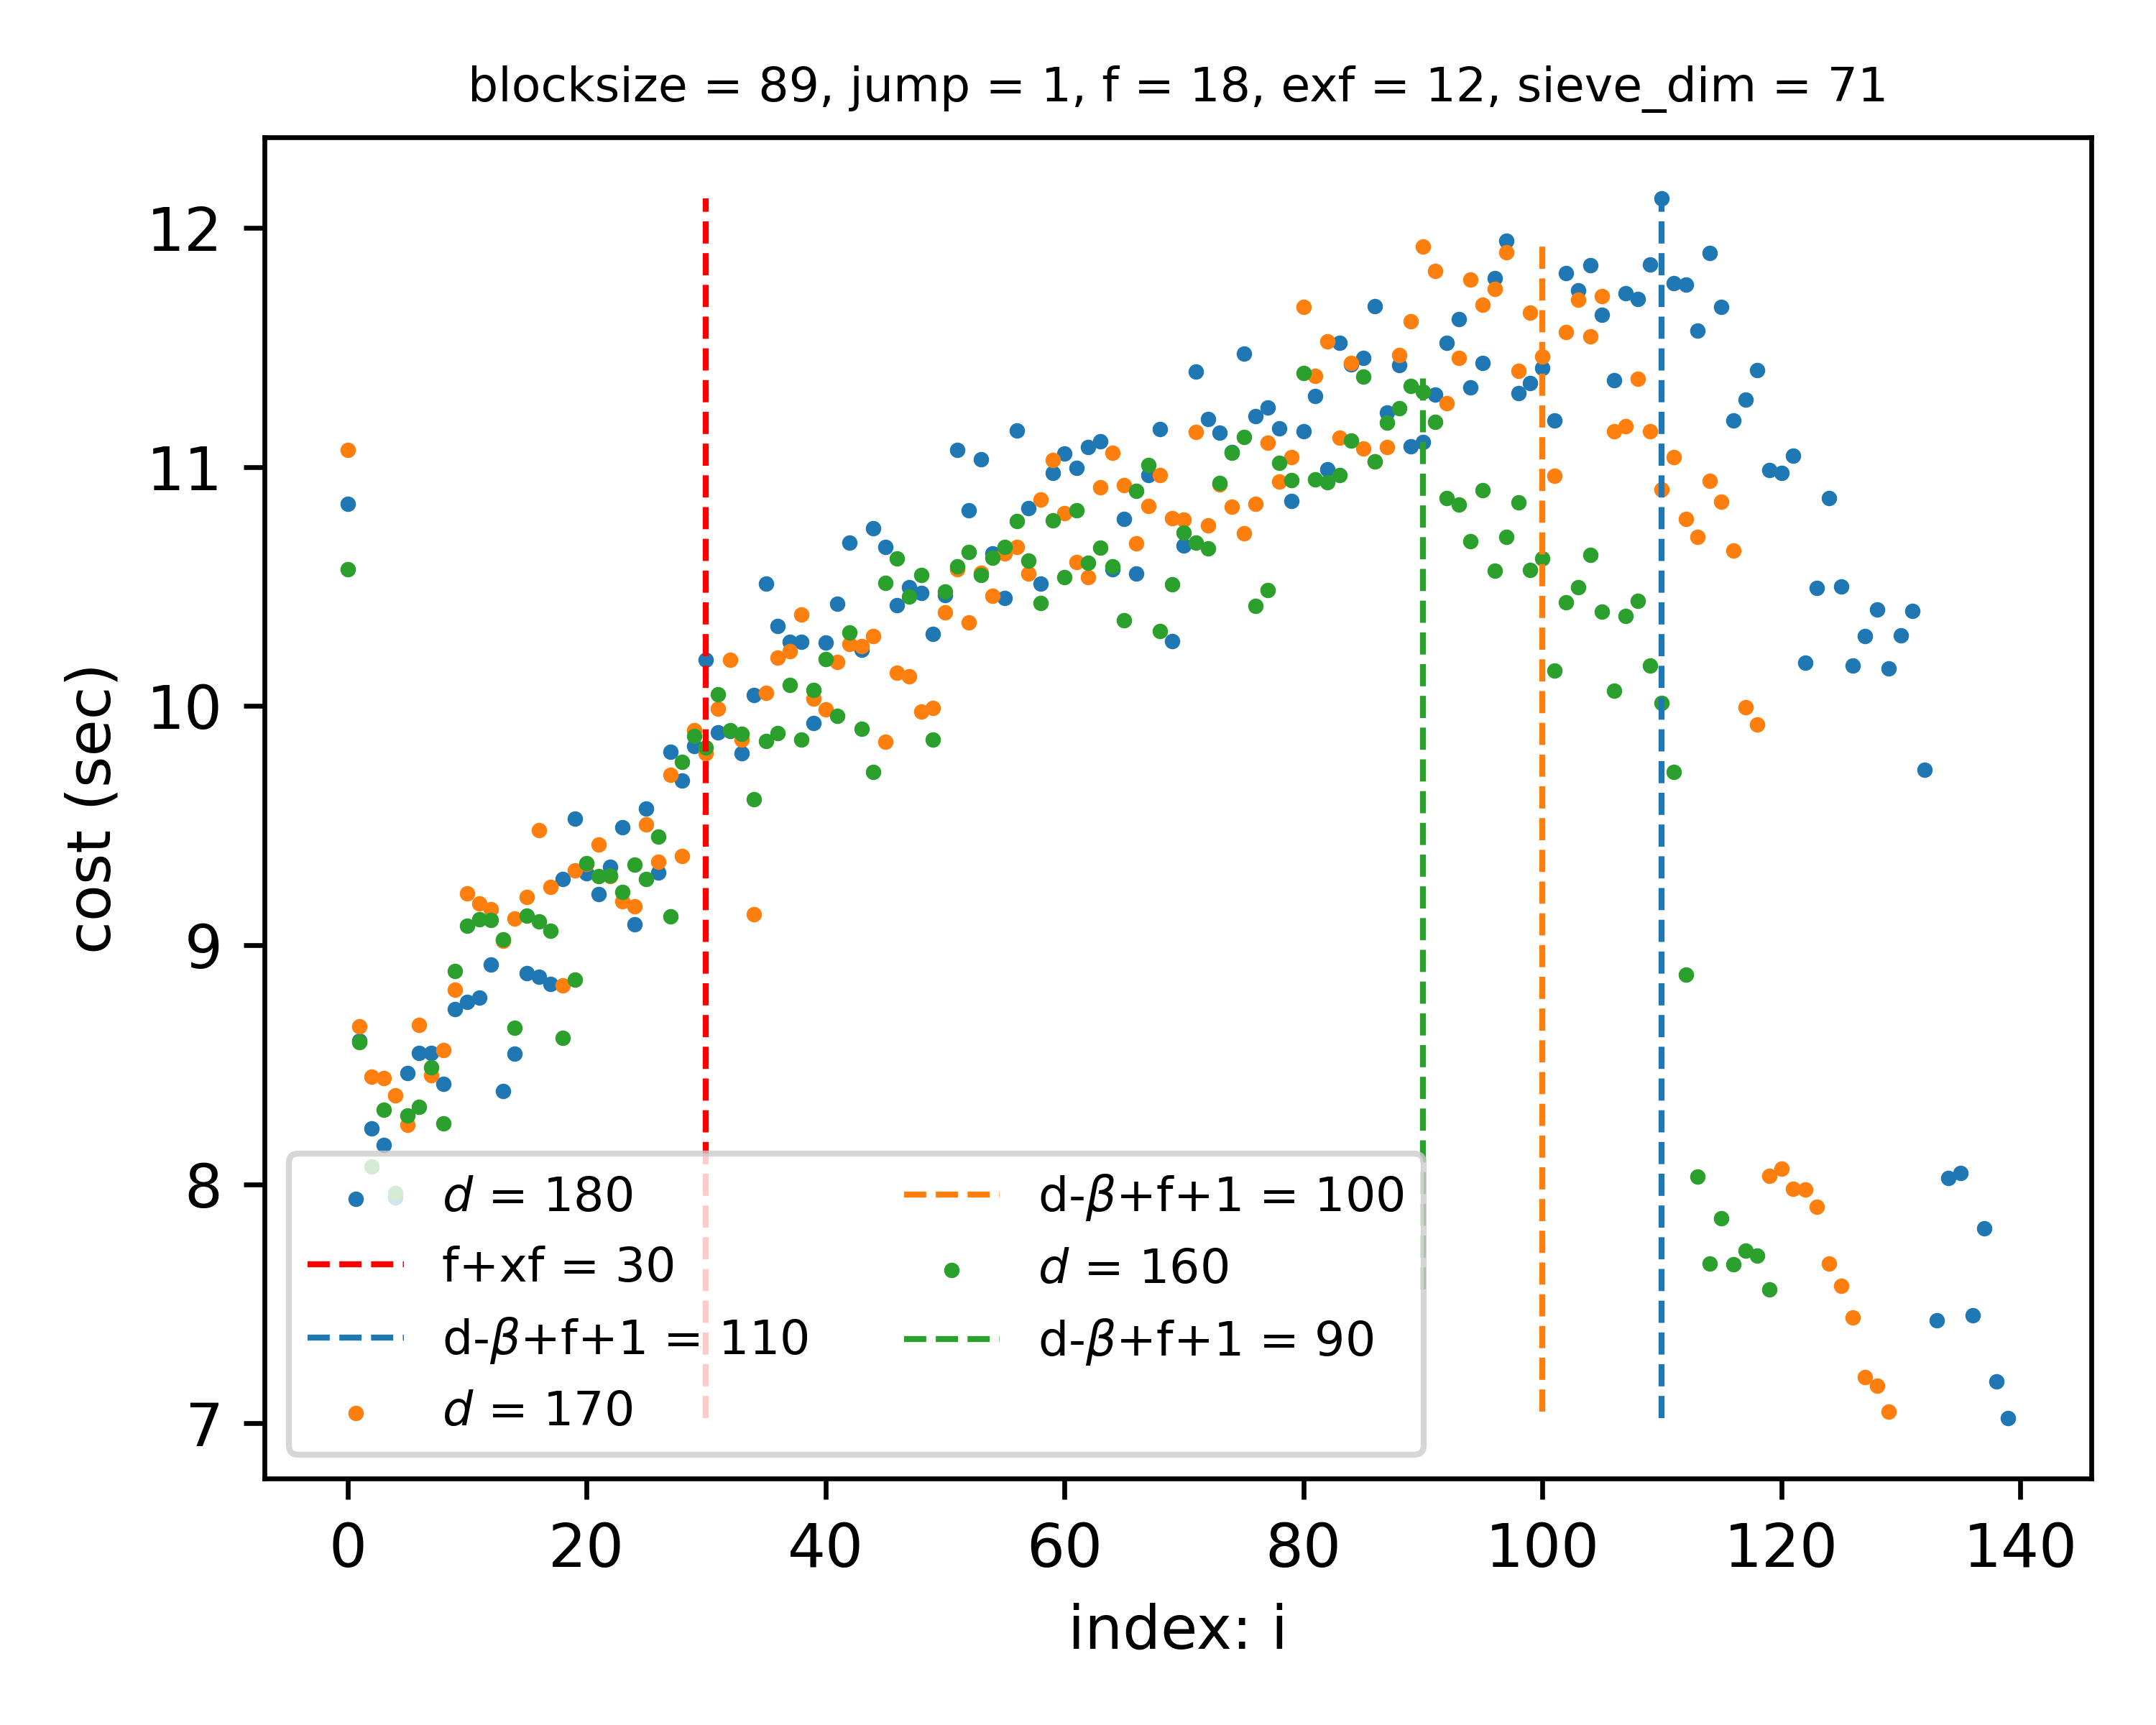 blocksize = 89, jump = 1, f = 18, exf = 12, sieve_dim = 71
cost (sec)
12
11
10
9
8
7
d = 180
f+xf = 30
d-β+f+1 = 110
d = 170
d-β+f+1 = 100
d = 160
d-β+f+1 = 90
0 20 40 60 80 100 120 140
index: i